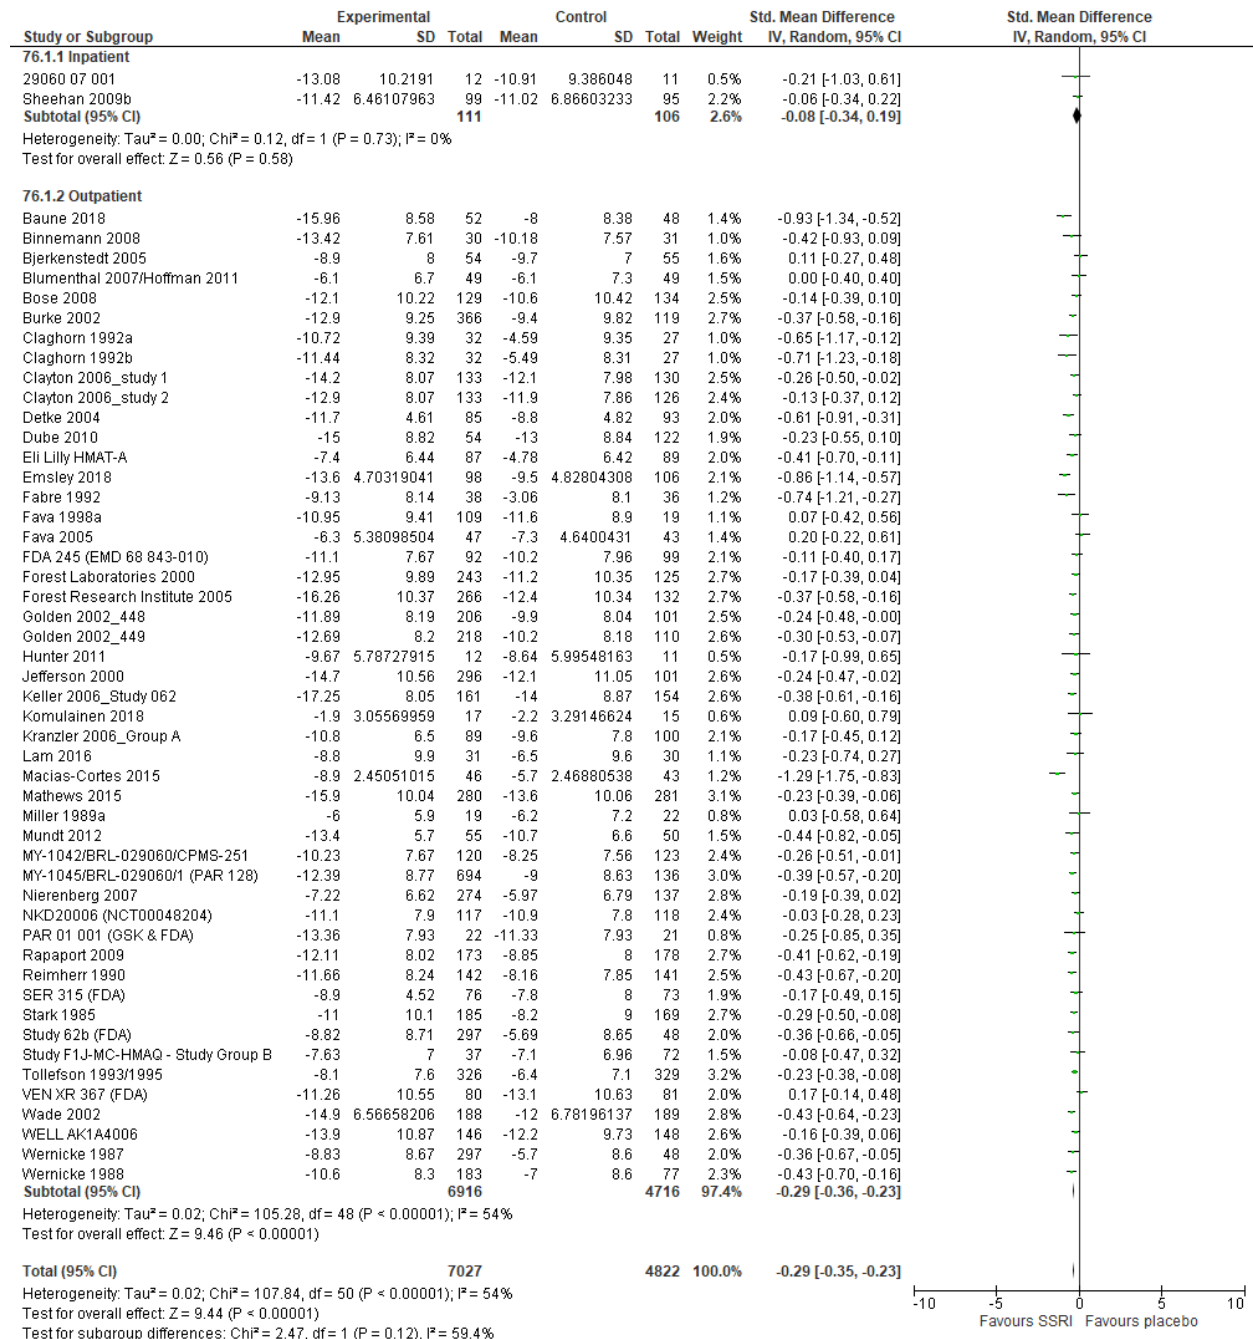 Experimental Control Std. Mean Difference Std. Mean Difference
Study or Subgroup Mean SD Total Mean SD Total Weight IV, Random, 95% CI IV, Random, 95% CI
76.1.1 Inpatient
29060 07 001 -13.08 10.2191 12 -10.91 9.386048 11 0.5% -0.21 [-1.03, 0.61]
Sheehan 2009b -11.42 6.46107963 99 -11.02 6.86603233 95 2.2% -0.06 [-0.34, 0.22]
Subtotal (95% CI) 111 106 2.6% -0.08 [-0.34, 0.19]
Heterogeneity: Tau² = 0.00; Chi² = 0.12, df = 1 (P = 0.73); I² = 0%
Test for overall effect: Z = 0.56 (P = 0.58)
76.1.2 Outpatient
Baune 2018 -15.96 8.58 52 -8 8.38 48 1.4% -0.93 [-1.34, -0.52]
Binnemann 2008 -13.42 7.61 30 -10.18 7.57 31 1.0% -0.42 [-0.93, 0.09]
Bjerkenstedt 2005 -8.9 8 54 -9.7 7 55 1.6% 0.11 [-0.27, 0.48]
Blumenthal 2007/Hoffman 2011 -6.1 6.7 49 -6.1 7.3 49 1.5% 0.00 [-0.40, 0.40]
Bose 2008 -12.1 10.22 129 -10.6 10.42 134 2.5% -0.14 [-0.39, 0.10]
Burke 2002 -12.9 9.25 366 -9.4 9.82 119 2.7% -0.37 [-0.58, -0.16]
Claghorn 1992a -10.72 9.39 32 -4.59 9.35 27 1.0% -0.65 [-1.17, -0.12]
Claghorn 1992b -11.44 8.32 32 -5.49 8.31 27 1.0% -0.71 [-1.23, -0.18]
Clayton 2006_study 1 -14.2 8.07 133 -12.1 7.98 130 2.5% -0.26 [-0.50, -0.02]
Clayton 2006_study 2 -12.9 8.07 133 -11.9 7.86 126 2.4% -0.13 [-0.37, 0.12]
Detke 2004 -11.7 4.61 85 -8.8 4.82 93 2.0% -0.61 [-0.91, -0.31]
Dube 2010 -15 8.82 54 -13 8.84 122 1.9% -0.23 [-0.55, 0.10]
Eli Lilly HMAT-A -7.4 6.44 87 -4.78 6.42 89 2.0% -0.41 [-0.70, -0.11]
Emsley 2018 -13.6 4.70319041 98 -9.5 4.82804308 106 2.1% -0.86 [-1.14, -0.57]
Fabre 1992 -9.13 8.14 38 -3.06 8.1 36 1.2% -0.74 [-1.21, -0.27]
Fava 1998a -10.95 9.41 109 -11.6 8.9 19 1.1% 0.07 [-0.42, 0.56]
Fava 2005 -6.3 5.38098504 47 -7.3 4.6400431 43 1.4% 0.20 [-0.22, 0.61]
FDA 245 (EMD 68 843-010) -11.1 7.67 92 -10.2 7.96 99 2.1% -0.11 [-0.40, 0.17]
Forest Laboratories 2000 -12.95 9.89 243 -11.2 10.35 125 2.7% -0.17 [-0.39, 0.04]
Forest Research Institute 2005 -16.26 10.37 266 -12.4 10.34 132 2.7% -0.37 [-0.58, -0.16]
Golden 2002_448 -11.89 8.19 206 -9.9 8.04 101 2.5% -0.24 [-0.48, -0.00]
Golden 2002_449 -12.69 8.2 218 -10.2 8.18 110 2.6% -0.30 [-0.53, -0.07]
Hunter 2011 -9.67 5.78727915 12 -8.64 5.99548163 11 0.5% -0.17 [-0.99, 0.65]
Jefferson 2000 -14.7 10.56 296 -12.1 11.05 101 2.6% -0.24 [-0.47, -0.02]
Keller 2006_Study 062 -17.25 8.05 161 -14 8.87 154 2.6% -0.38 [-0.61, -0.16]
Komulainen 2018 -1.9 3.05569959 17 -2.2 3.29146624 15 0.6% 0.09 [-0.60, 0.79]
Kranzler 2006_Group A -10.8 6.5 89 -9.6 7.8 100 2.1% -0.17 [-0.45, 0.12]
Lam 2016 -8.8 9.9 31 -6.5 9.6 30 1.0% -0.23 [-0.74, 0.27]
Macias-Cortes 2015 -8.9 2.45051015 46 -5.7 2.46880538 43 1.2% -1.29 [-1.75, -0.83]
Mathews 2015 -15.9 10.04 280 -13.6 10.06 281 3.1% -0.23 [-0.39, -0.06]
Miller 1989a -6 5.9 19 -6.2 7.2 22 0.8% 0.03 [-0.58, 0.64]
Mundt 2012 -13.4 5.7 55 -10.7 6.6 50 1.5% -0.44 [-0.82, -0.05]
MY-1042/BRL-029060/CPMS-251 -10.23 7.67 120 -8.25 7.56 123 2.4% -0.26 [-0.51, -0.01]
MY-1045/BRL-029060/1 (PAR 128) -12.39 8.77 694 -9 8.63 136 3.0% -0.39 [-0.57, -0.20]
Nierenberg 2007 -7.22 6.62 274 -5.97 6.79 137 2.8% -0.19 [-0.39, 0.02]
NKD20006 (NCT00048204) -11.1 7.9 117 -10.9 7.8 118 2.4% -0.03 [-0.28, 0.23]
PAR 01 001 (GSK & FDA) -13.36 7.93 22 -11.33 7.93 21 0.8% -0.25 [-0.85, 0.35]
Rapaport 2009 -12.11 8.02 173 -8.85 8 178 2.7% -0.41 [-0.62, -0.19]
Reimherr 1990 -11.66 8.24 142 -8.16 7.85 141 2.5% -0.43 [-0.67, -0.20]
SER 315 (FDA) -8.9 4.52 76 -7.8 8 73 1.9% -0.17 [-0.49, 0.15]
Stark 1985 -11 10.1 185 -8.2 9 169 2.7% -0.29 [-0.50, -0.08]
Study 62b (FDA) -8.82 8.71 297 -5.69 8.65 48 2.0% -0.36 [-0.66, -0.05]
Study F1J-MC-HMAQ - Study Group B -7.63 7 37 -7.1 6.96 72 1.5% -0.08 [-0.47, 0.32]
Tollefson 1993/1995 -8.1 7.6 326 -6.4 7.1 329 3.2% -0.23 [-0.38, -0.08]
VEN XR 367 (FDA) -11.26 10.55 80 -13.1 10.63 81 2.0% 0.17 [-0.14, 0.48]
Wade 2002 -14.9 6.56658206 188 -12 6.78196137 189 2.8% -0.43 [-0.64, -0.23]
WELL AK1A4006 -13.9 10.87 146 -12.2 9.73 148 2.6% -0.16 [-0.39, 0.06]
Wernicke 1987 -8.83 8.67 297 -5.7 8.6 48 2.0% -0.36 [-0.67, -0.05]
Wernicke 1988 -10.6 8.3 183 -7 8.6 77 2.3% -0.43 [-0.70, -0.16]
Subtotal (95% CI) 6916 4716 97.4% -0.29 [-0.36, -0.23]
Heterogeneity: Tau² = 0.02; Chi² = 105.28, df = 48 (P < 0.00001); I² = 54%
Test for overall effect: Z = 9.46 (P < 0.00001)
Total (95% CI) 7027 4822 100.0% -0.29 [-0.35, -0.23]
Heterogeneity: Tau² = 0.02; Chi² = 107.84, df = 50 (P < 0.00001); I² = 54%
Test for overall effect: Z = 9.44 (P < 0.00001)
Test for subgroup differences: Chi² = 2.47, df = 1 (P = 0.12), I² = 59.4%
-10 -5 0 5 10
Favours SSRI Favours placebo